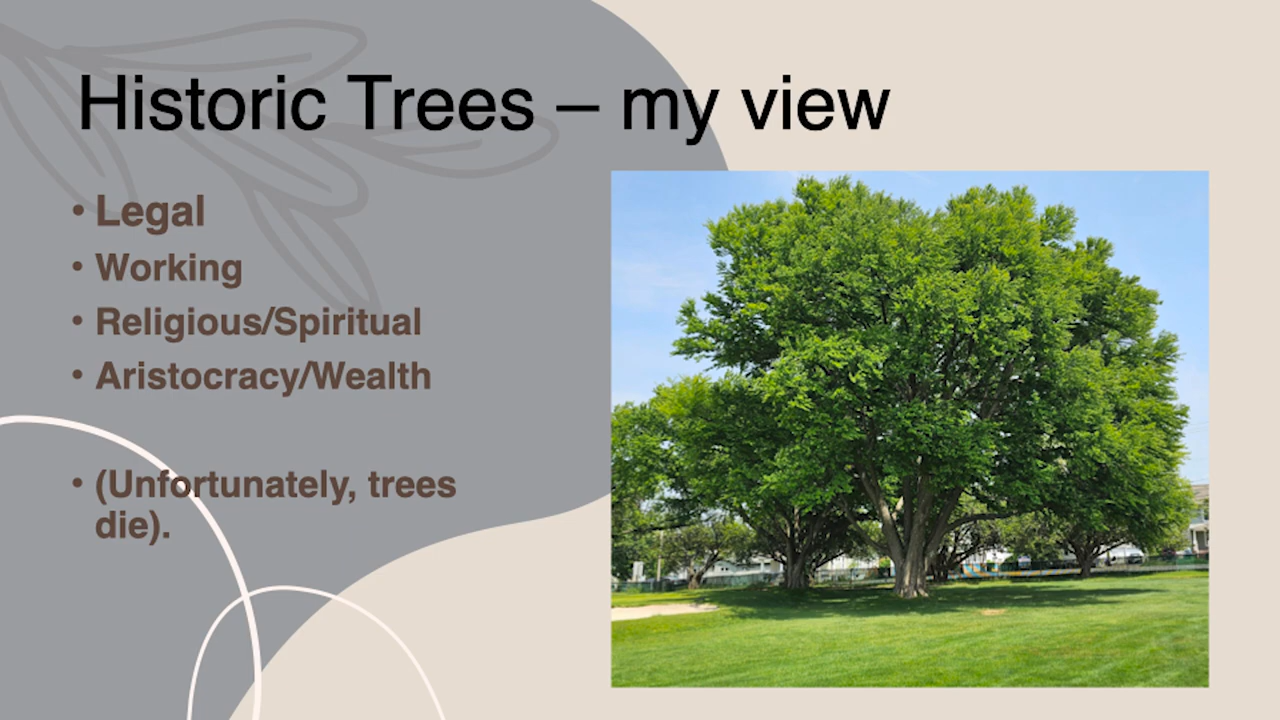 Historic Trees – my view
• Legal
• Working
• Religious/Spiritual
• Aristocracy/Wealth
• (Unfortunately, trees
die).